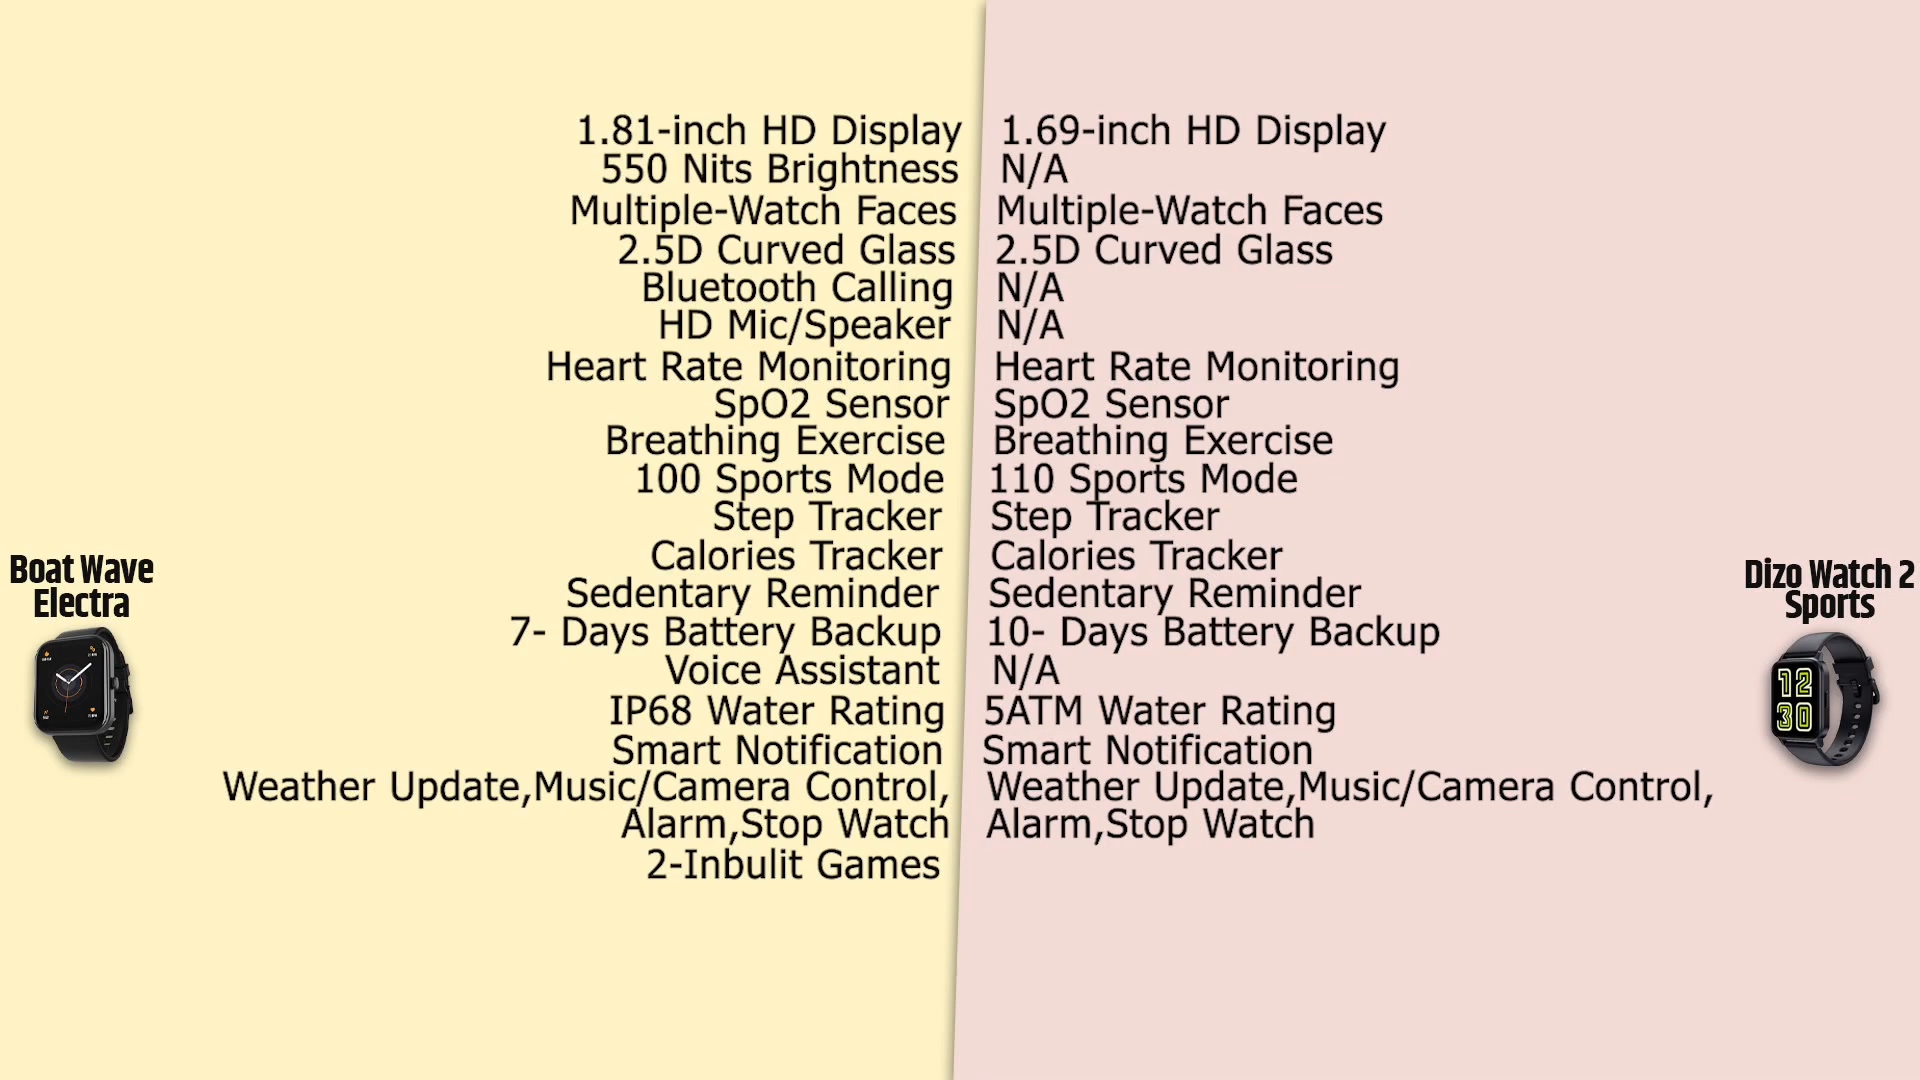 1.81-inch HD Display
550 Nits Brightness
Multiple-Watch Faces
2.5D Curved Glass
Bluetooth Calling
HD Mic/Speaker
Heart Rate Monitoring
SpO2 Sensor
Breathing Exercise
100 Sports Mode
Step Tracker
Calories Tracker
Sedentary Reminder
7- Days Battery Backup
Voice Assistant
IP68 Water Rating
Smart Notification
Weather Update,Music/Camera Control,
Alarm,Stop Watch
2-Inbulit Games
1.69-inch HD Display
N/A
Multiple-Watch Faces
2.5D Curved Glass
N/A
N/A
Heart Rate Monitoring
SpO2 Sensor
Breathing Exercise
110 Sports Mode
Step Tracker
Calories Tracker
Sedentary Reminder
10- Days Battery Backup
N/A
5ATM Water Rating
Smart Notification
Weather Update,Music/Camera Control,
Alarm,Stop Watch
Boat Wave
Electra
Dizo Watch 2
Sports
12
30